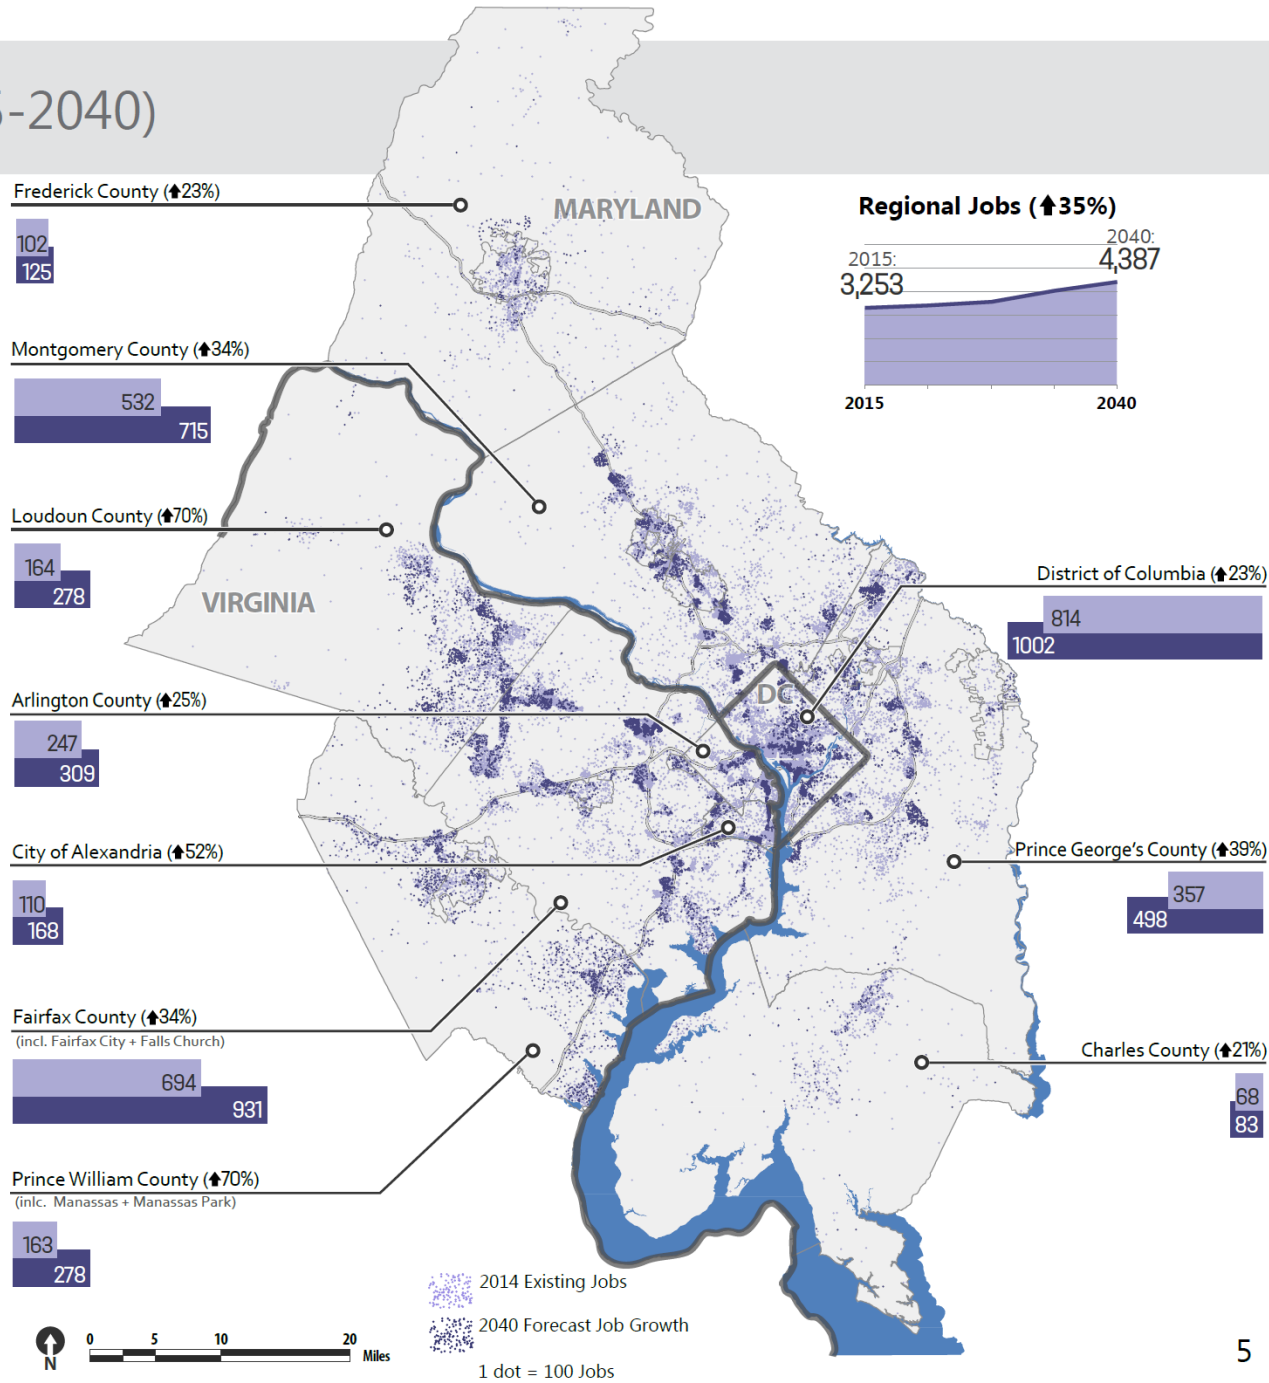 -2040)
Frederick County (⬆23%)
102
125
MARYLAND
Regional Jobs (⬆35%)
2015:
3,253
2040:
4,387
2015
2040
Montgomery County (⬆34%)
532
715
Loudoun County (⬆70%)
164
278
VIRGINIA
District of Columbia (⬆23%)
814
1002
Arlington County (⬆25%)
247
309
DC
City of Alexandria (⬆52%)
110
168
Prince George's County (⬆39%)
357
498
Fairfax County (⬆34%)
(incl. Fairfax City + Falls Church)
694
931
Charles County (⬆21%)
68
83
Prince William County (⬆70%)
(inlc. Manassas + Manassas Park)
163
278
2014 Existing Jobs
2040 Forecast Job Growth
1 dot = 100 Jobs
N
0 5 10 20
Miles
5